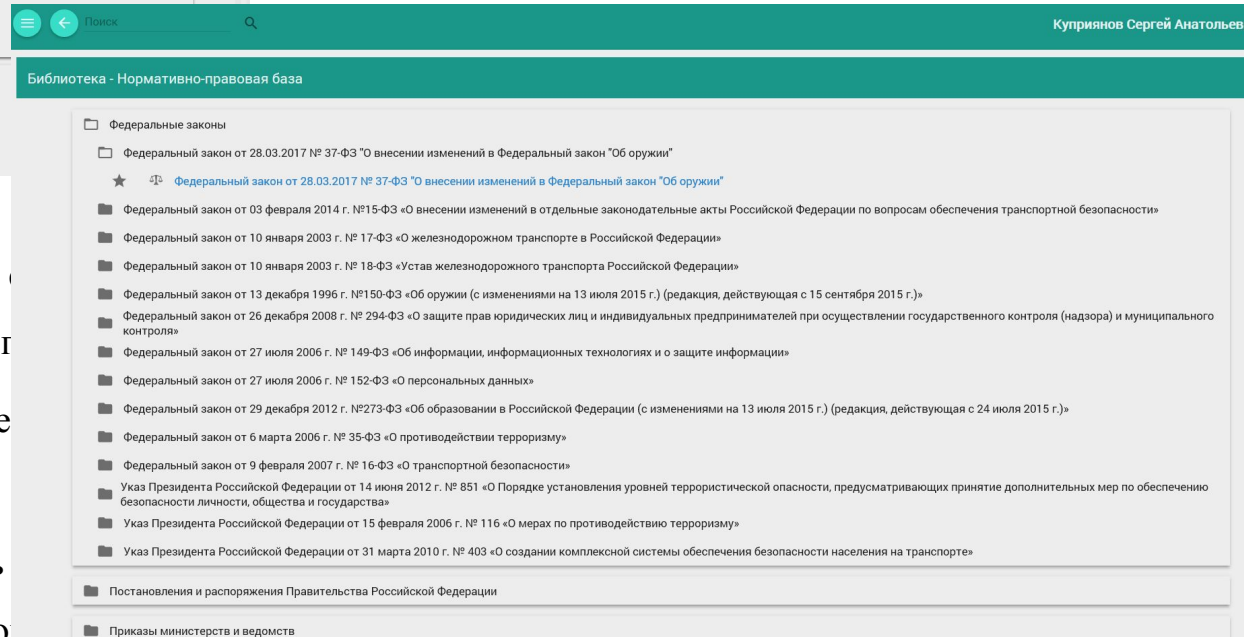 Поиск
Куприянов Сергей Анатольев
Библиотека - Нормативно-правовая база
Федеральные законы
Федеральный закон от 28.03.2017 № 37-ФЗ "О внесении изменений в Федеральный закон "Об оружии"
Федеральный закон от 28.03.2017 № 37-ФЗ "О внесении изменений в Федеральный закон "Об оружии"
Федеральный закон от 03 февраля 2014 г. №15-ФЗ «О внесении изменений в отдельные законодательные акты Российской Федерации по вопросам обеспечения транспортной безопасности»
Федеральный закон от 10 января 2003 г. № 17-ФЗ «О железнодорожном транспорте в Российской Федерации»
Федеральный закон от 10 января 2003 г. № 18-ФЗ «Устав железнодорожного транспорта Российской Федерации»
Федеральный закон от 13 декабря 1996 г. №150-ФЗ «Об оружии (с изменениями на 13 июля 2015 г.) (редакция, действующая с 15 сентября 2015 г.)»
Федеральный закон от 26 декабря 2008 г. № 294-ФЗ «О защите прав юридических лиц и индивидуальных предпринимателей при осуществлении государственного контроля (надзора) и муниципального
контроля»
Федеральный закон от 27 июля 2006 г. № 149-ФЗ «Об информации, информационных технологиях и о защите информации»
Федеральный закон от 27 июля 2006 г. № 152-ФЗ «О персональных данных»
Федеральный закон от 29 декабря 2012 г. №273-ФЗ «Об образовании в Российской Федерации (с изменениями на 13 июля 2015 г.) (редакция, действующая с 24 июля 2015 г.)»
Федеральный закон от 6 марта 2006 г. № 35-ФЗ «О противодействии терроризму»
Федеральный закон от 9 февраля 2007 г. № 16-ФЗ «О транспортной безопасности»
Указ Президента Российской Федерации от 14 июня 2012 г. № 851 «О Порядке установления уровней террористической опасности, предусматривающих принятие дополнительных мер по обеспечению
безопасности личности, общества и государства»
Указ Президента Российской Федерации от 15 февраля 2006 г. № 116 «О мерах по противодействию терроризму»
Указ Президента Российской Федерации от 31 марта 2010 г. № 403 «О создании комплексной системы обеспечения безопасности населения на транспорте»
Постановления и распоряжения Правительства Российской Федерации
Приказы министерств и ведомств